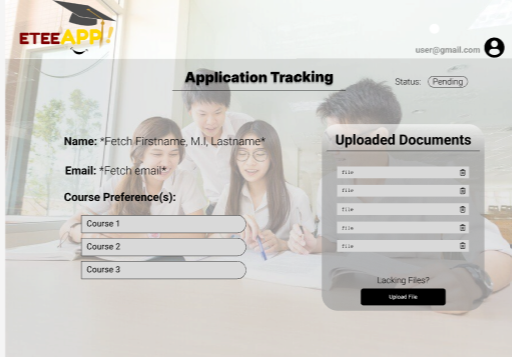 ETEEAPP!
user@gmail.com
Application Tracking
Status: Pending
Name: *Fetch Firstname, M.I, Lastname*
Email: *Fetch email*
Course Preference(s):
Course 1
Course 2
Course 3
Uploaded Documents
file
file
file
file
file
Lacking Files?
Upload File